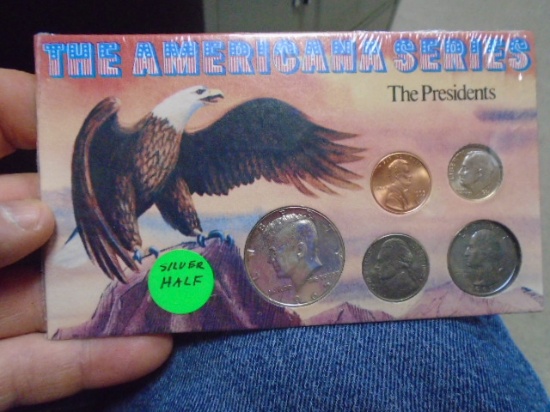 THE AMERICANA SERIES
The Presidents
SILVER
HALF